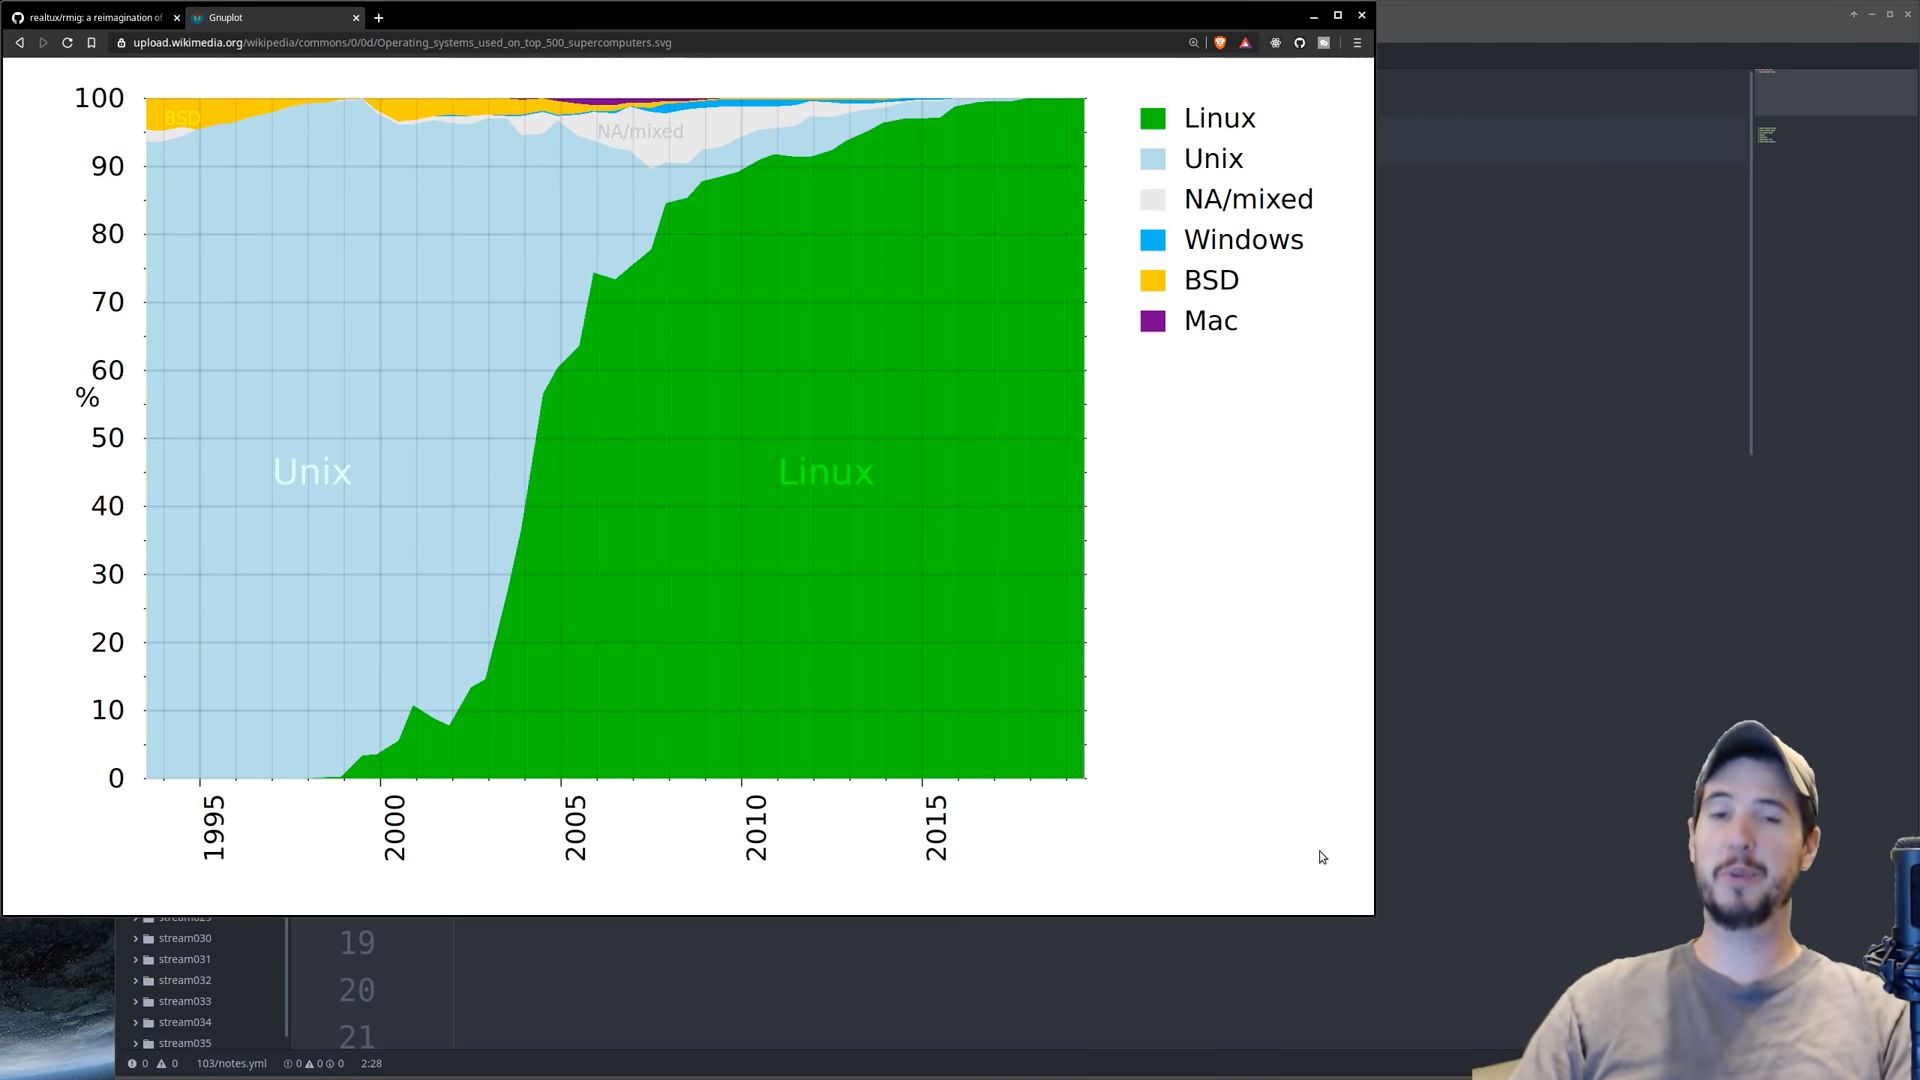 realtux/rmig: a reimagination of
Gnuplot
upload.wikimedia.org/wikipedia/commons/0/0d/Operating_systems_used_on_top_500_supercomputers.svg
100
90
80
70
60
%
50
40
30
20
10
0
BSD
NA/mixed
Unix
Linux
1995
2000
2005
2010
2015
Linux
Unix
NA/mixed
Windows
BSD
Mac
stream029
stream030
stream031
stream032
stream033
stream034
stream035
19
20
21
0 0 103/notes.yml 0 0 0 2:28